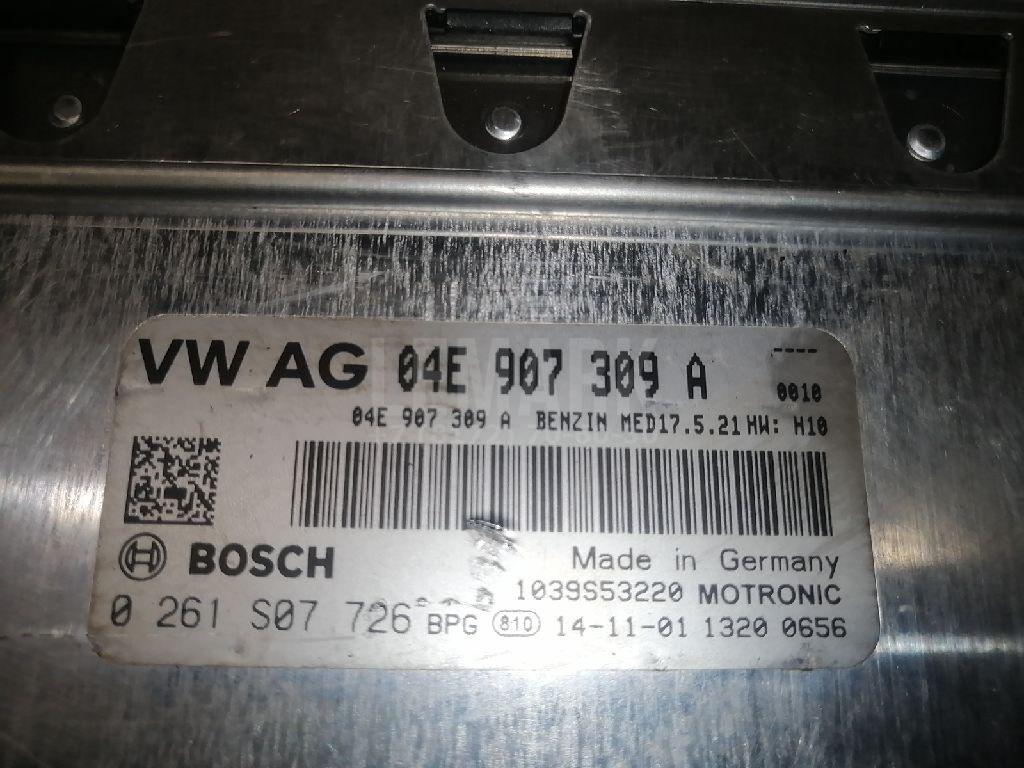 VW AG 04E 907 309 A ----
0010
04E 907 309 A BENZIN MED17.5.21 HW: H10
BOSCH Made in Germany
1039S53220 MOTRONIC
0 261 S07 726 BPG 810 14-11-01 1320 0656